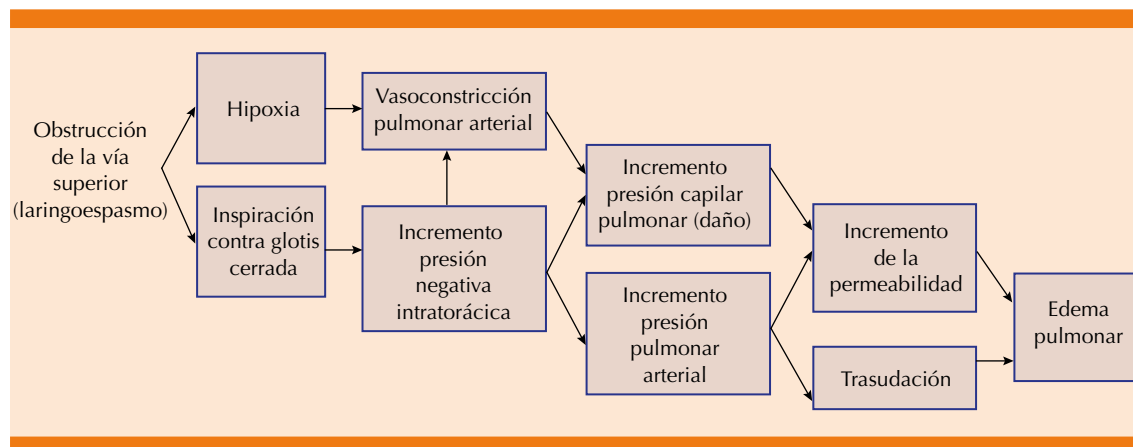 Obstrucción
de la vía
superior
(laringoespasmo)
Hipoxia
Inspiración
contra glotis
cerrada
Vasoconstricción
pulmonar arterial
Incremento
presión
negativa
intratorácica
Incremento
presión capilar
pulmonar (daño)
Incremento
presión
pulmonar
arterial
Incremento
de la
permeabilidad
Trasudación
Edema
pulmonar